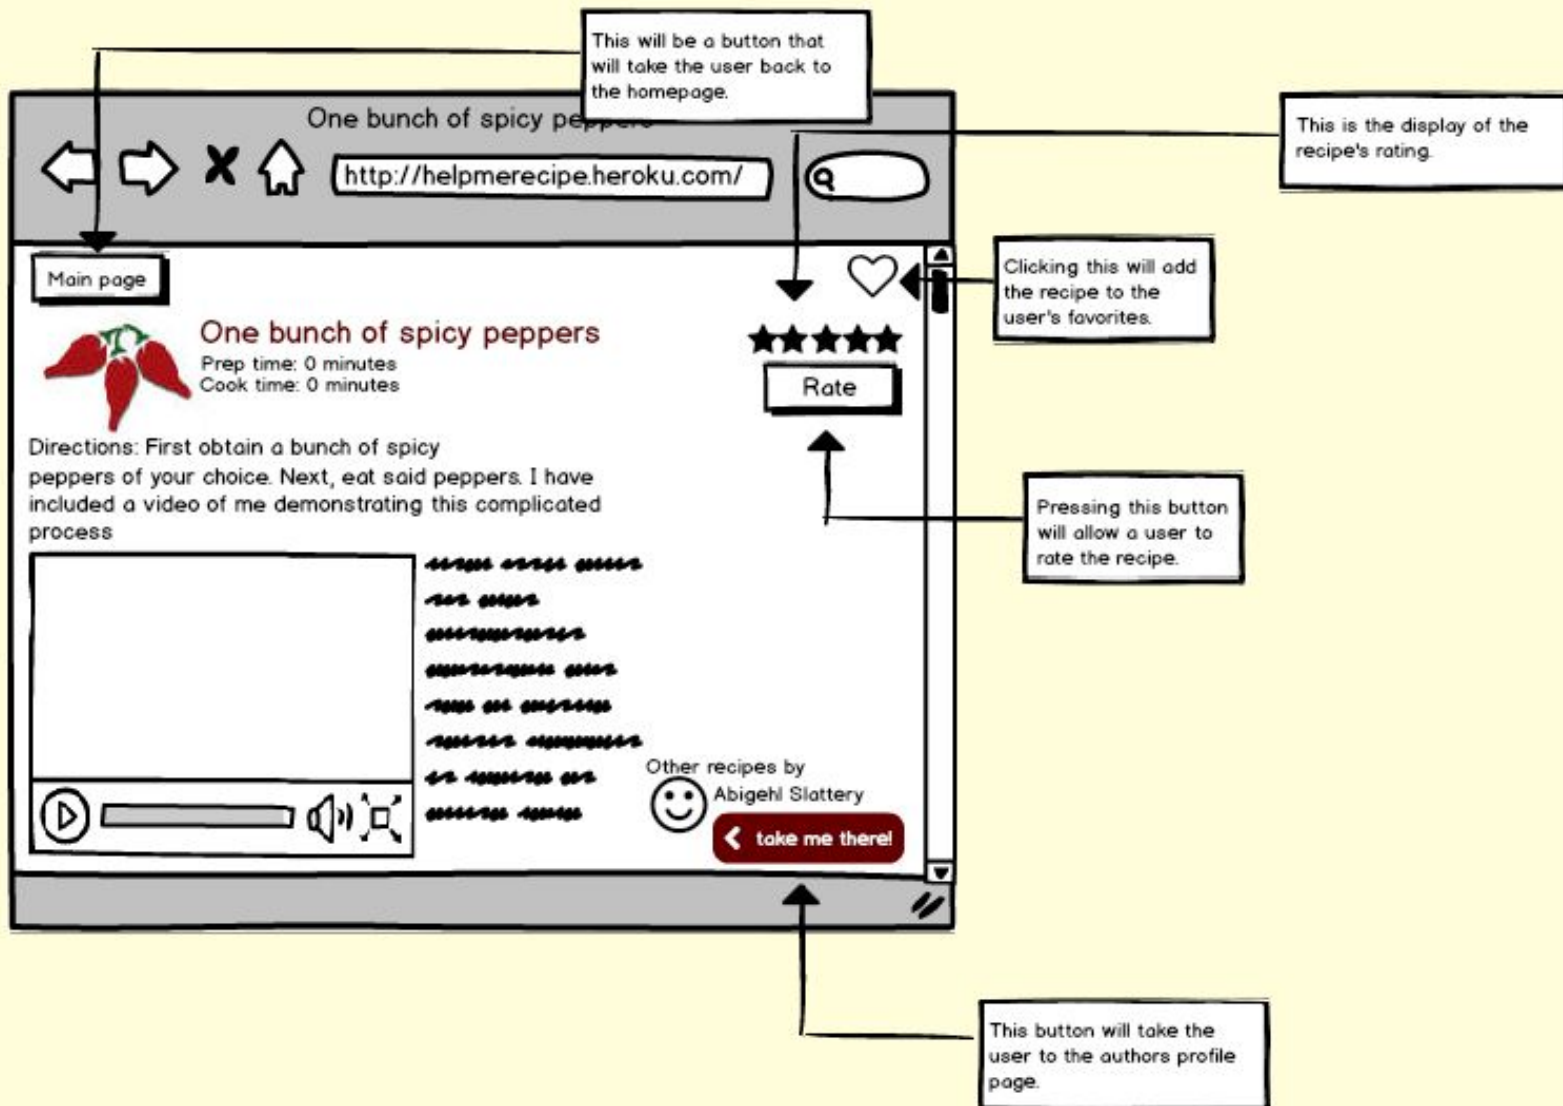 This will be a button that
will take the user back to
the homepage.
One bunch of spicy peppers
This is the display of the
recipe's rating.
http://helpmerecipe.heroku.com/
Main page
Clicking this will add
the recipe to the
user's favorites.
One bunch of spicy peppers
Prep time: 0 minutes
Cook time: 0 minutes
Rate
Directions: First obtain a bunch of spicy
peppers of your choice. Next, eat said peppers. I have
included a video of me demonstrating this complicated
process
Pressing this button
will allow a user to
rate the recipe.
Other recipes by
Abigehl Slattery
take me there!
This button will take the
user to the authors profile
page.